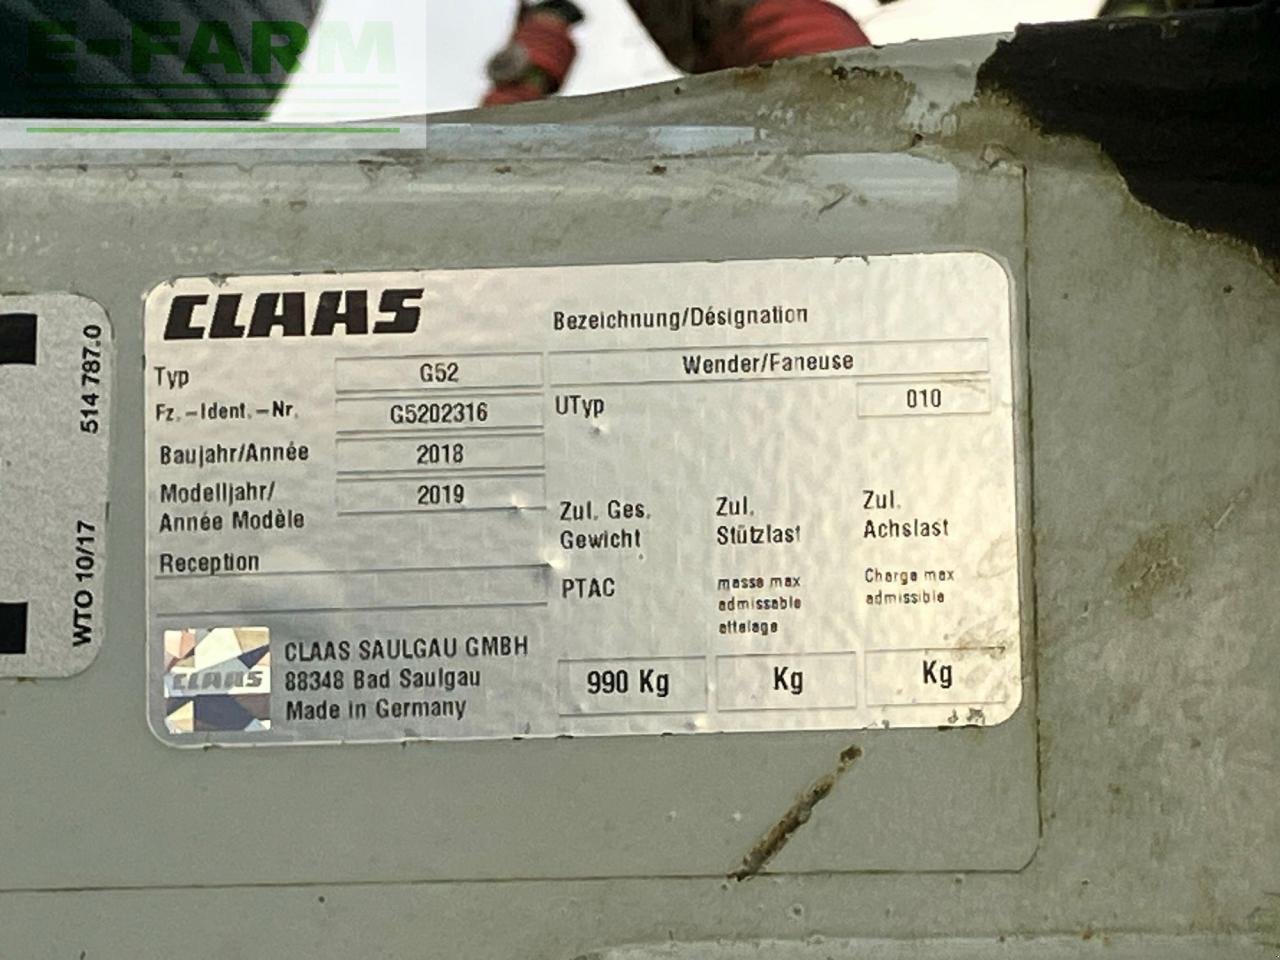 E-FARM
514 787.0
WTO 10/17
CLAAS
Bezeichnung/Désignation
Wender/Faneuse
Typ G52
Fz.-Ident.-Nr. G5202316
UTyp 010
Baujahr/Année 2018
Modelljahr/
Année Modèle 2019
Reception
Zul. Ges.
Gewicht
PTAC
Zul.
Stützlast
masse max
admissable
attelage
Zul.
Achslast
Charge max
admissible
990 Kg Kg Kg
CLAAS
CLAAS SAULGAU GMBH
88348 Bad Saulgau
Made in Germany